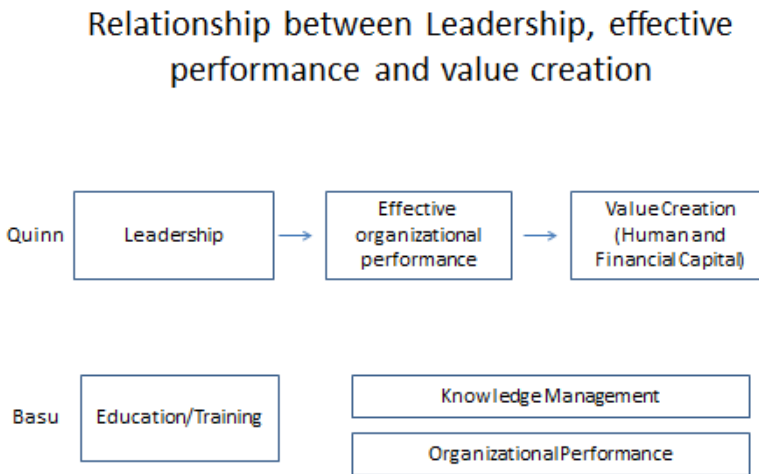 Relationship between Leadership, effective
performance and value creation
Quinn
Leadership
Effective
organizational
performance
Value Creation
(Human and
Financial Capital)
Basu
Education/Training
Knowledge Management
Organizational Performance